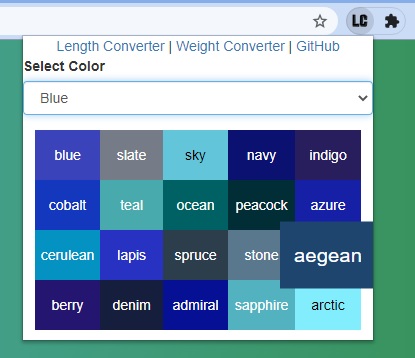 LC
Length Converter | Weight Converter | GitHub
Select Color
Blue
blue slate sky navy indigo
cobalt teal ocean peacock azure
cerulean lapis spruce stone aegean
berry denim admiral sapphire arctic